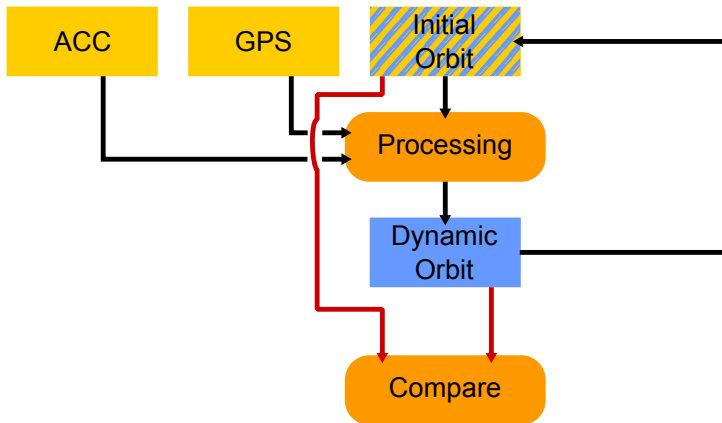 ACC
GPS
Initial
Orbit
Processing
Dynamic
Orbit
Compare